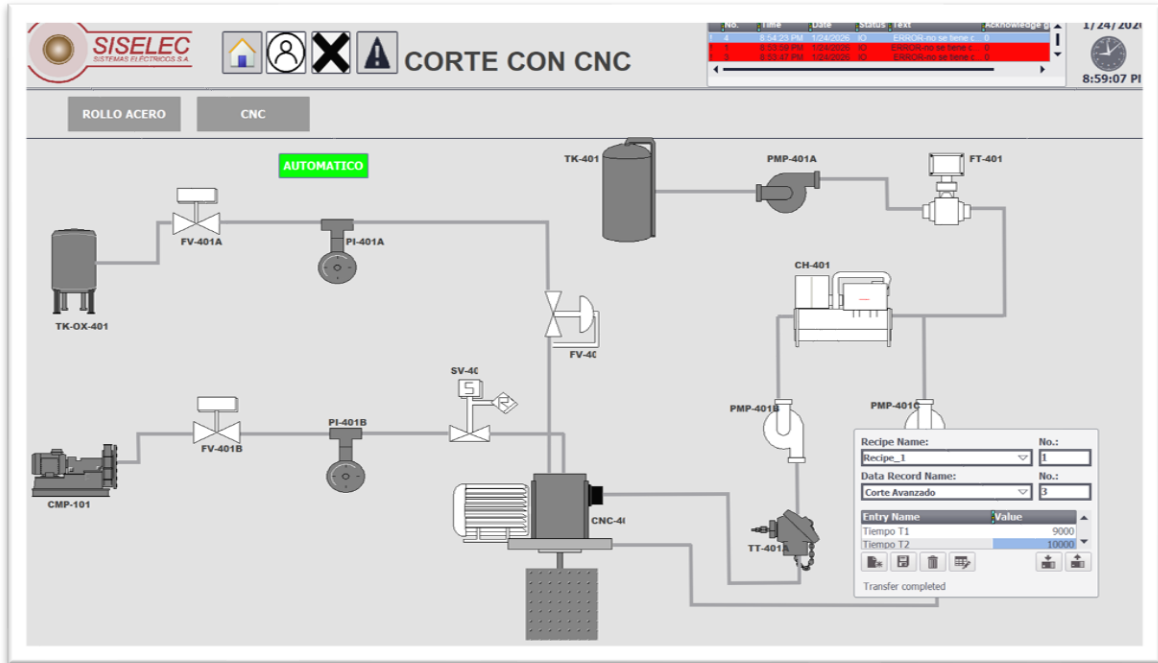 SISELEC
SISTEMAS ELÉCTRICOS S.A.
CORTE CON CNC
No. Time Date Status Text Acknowledge g
! 4 8:54:23 PM 1/24/2026 IO ERROR-no se tiene c... 0
! 1 8:53:59 PM 1/24/2026 IO ERROR-no se tiene c... 0
! 3 8:53:47 PM 1/24/2026 IO ERROR-no se tiene c... 0
1/24/202
8:59:07 P
ROLLO ACERO
CNC
AUTOMATICO
TK-401
PMP-401A
FT-401
FV-401A
PI-401A
TK-OX-401
CH-401
FV-40
SV-40
PMP-401B
PMP-401C
FV-401B
PI-401B
CMP-101
S
CNC-4
TT-401A
Recipe Name:
No.:
Recipe_1
1
Data Record Name:
No.:
Corte Avanzado
3
Entry Name Value
Tiempo T1 9000
Tiempo T2 10000
Transfer completed